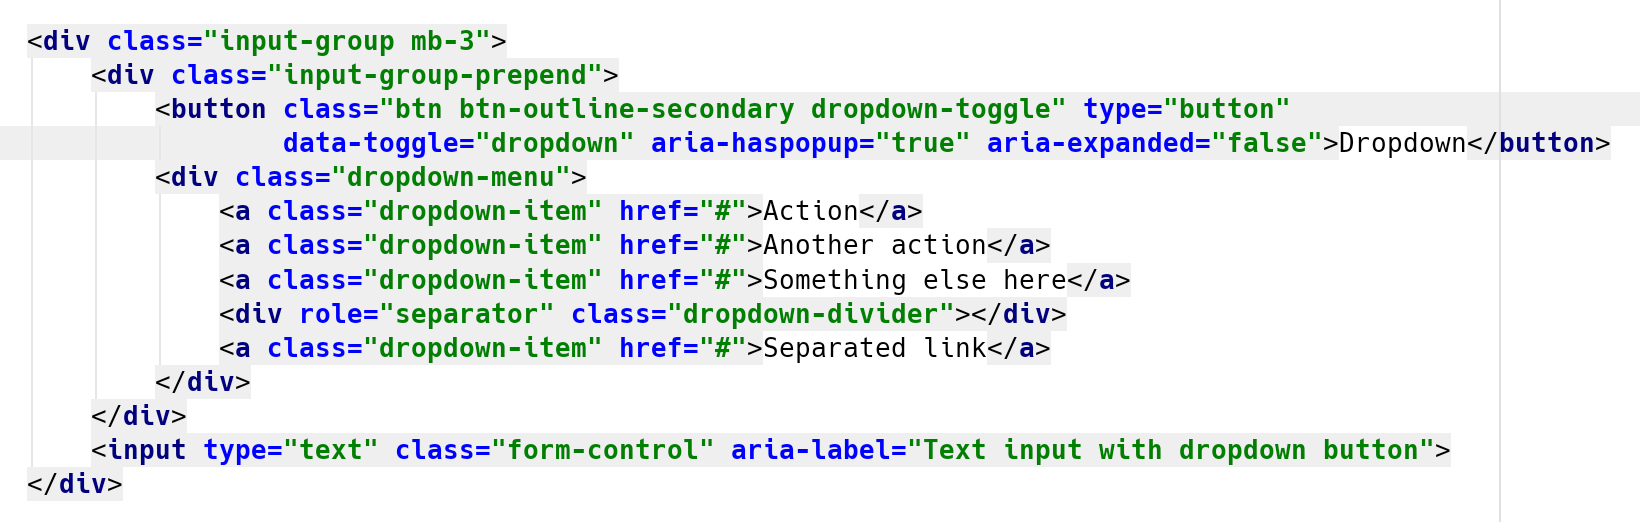 <div class="input-group mb-3">
    <div class="input-group-prepend">
        <button class="btn btn-outline-secondary dropdown-toggle" type="button"
                data-toggle="dropdown" aria-haspopup="true" aria-expanded="false">Dropdown</button>
        <div class="dropdown-menu">
            <a class="dropdown-item" href="#">Action</a>
            <a class="dropdown-item" href="#">Another action</a>
            <a class="dropdown-item" href="#">Something else here</a>
            <div role="separator" class="dropdown-divider"></div>
            <a class="dropdown-item" href="#">Separated link</a>
        </div>
    </div>
    <input type="text" class="form-control" aria-label="Text input with dropdown button">
</div>